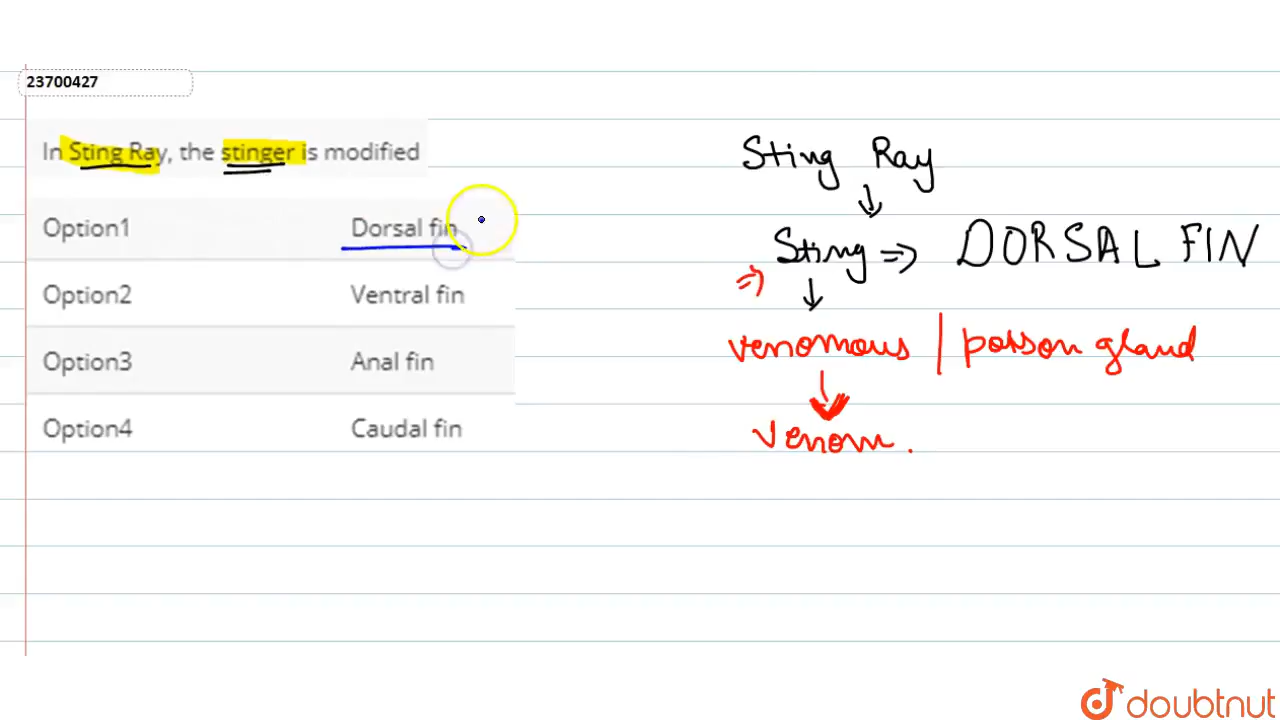 23700427
In Sting Ray, the stinger is modified
Option1 Dorsal fin
Option2 Ventral fin
Option3 Anal fin
Option4 Caudal fin
Sting Ray
↓
Sting ⇒ DORSAL FIN
⇒ ↓
venomous | poison gland
↓
Venom.
doubtnut